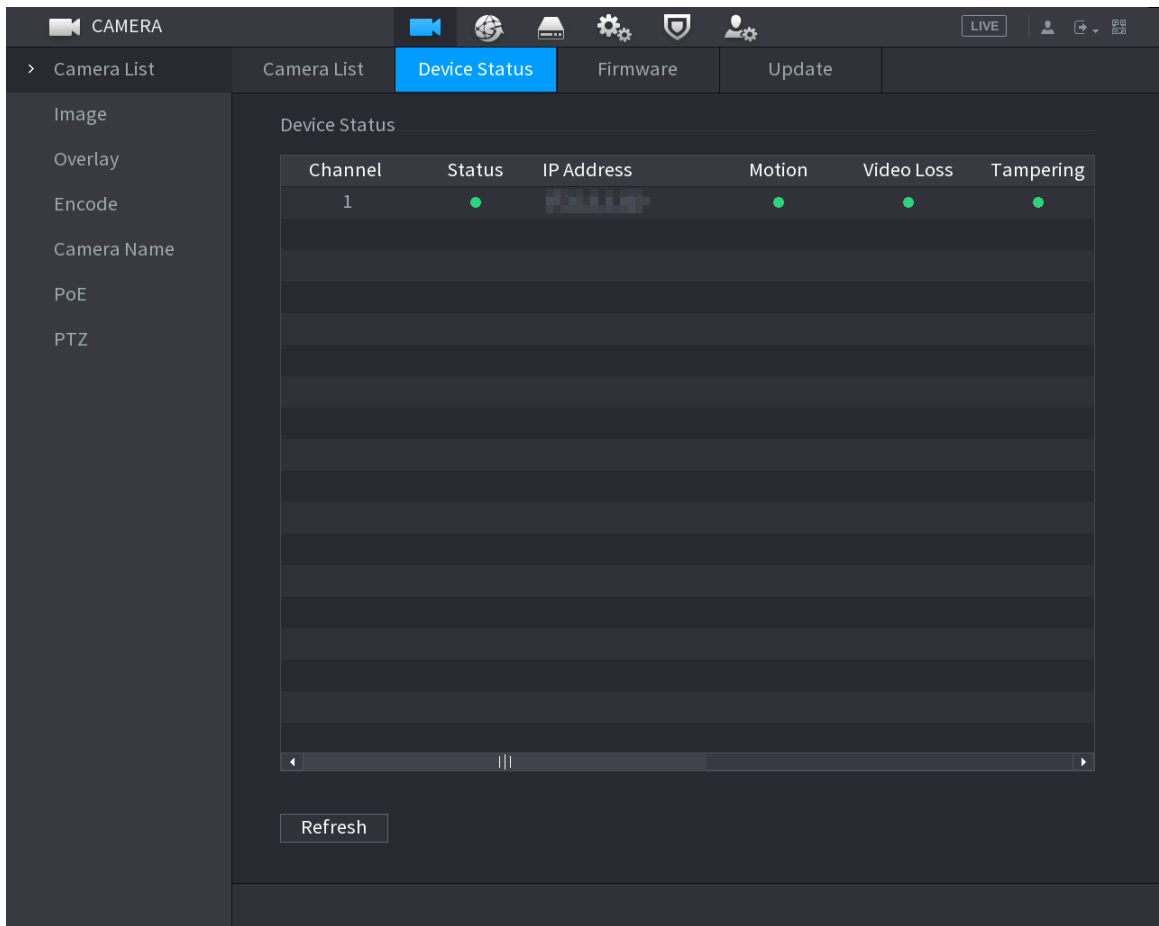 CAMERA LIVE
Camera List Camera List Device Status Firmware Update
Image
Device Status
Overlay
Channel Status IP Address Motion Video Loss Tampering
1
Encode
Camera Name
PoE
PTZ
Refresh